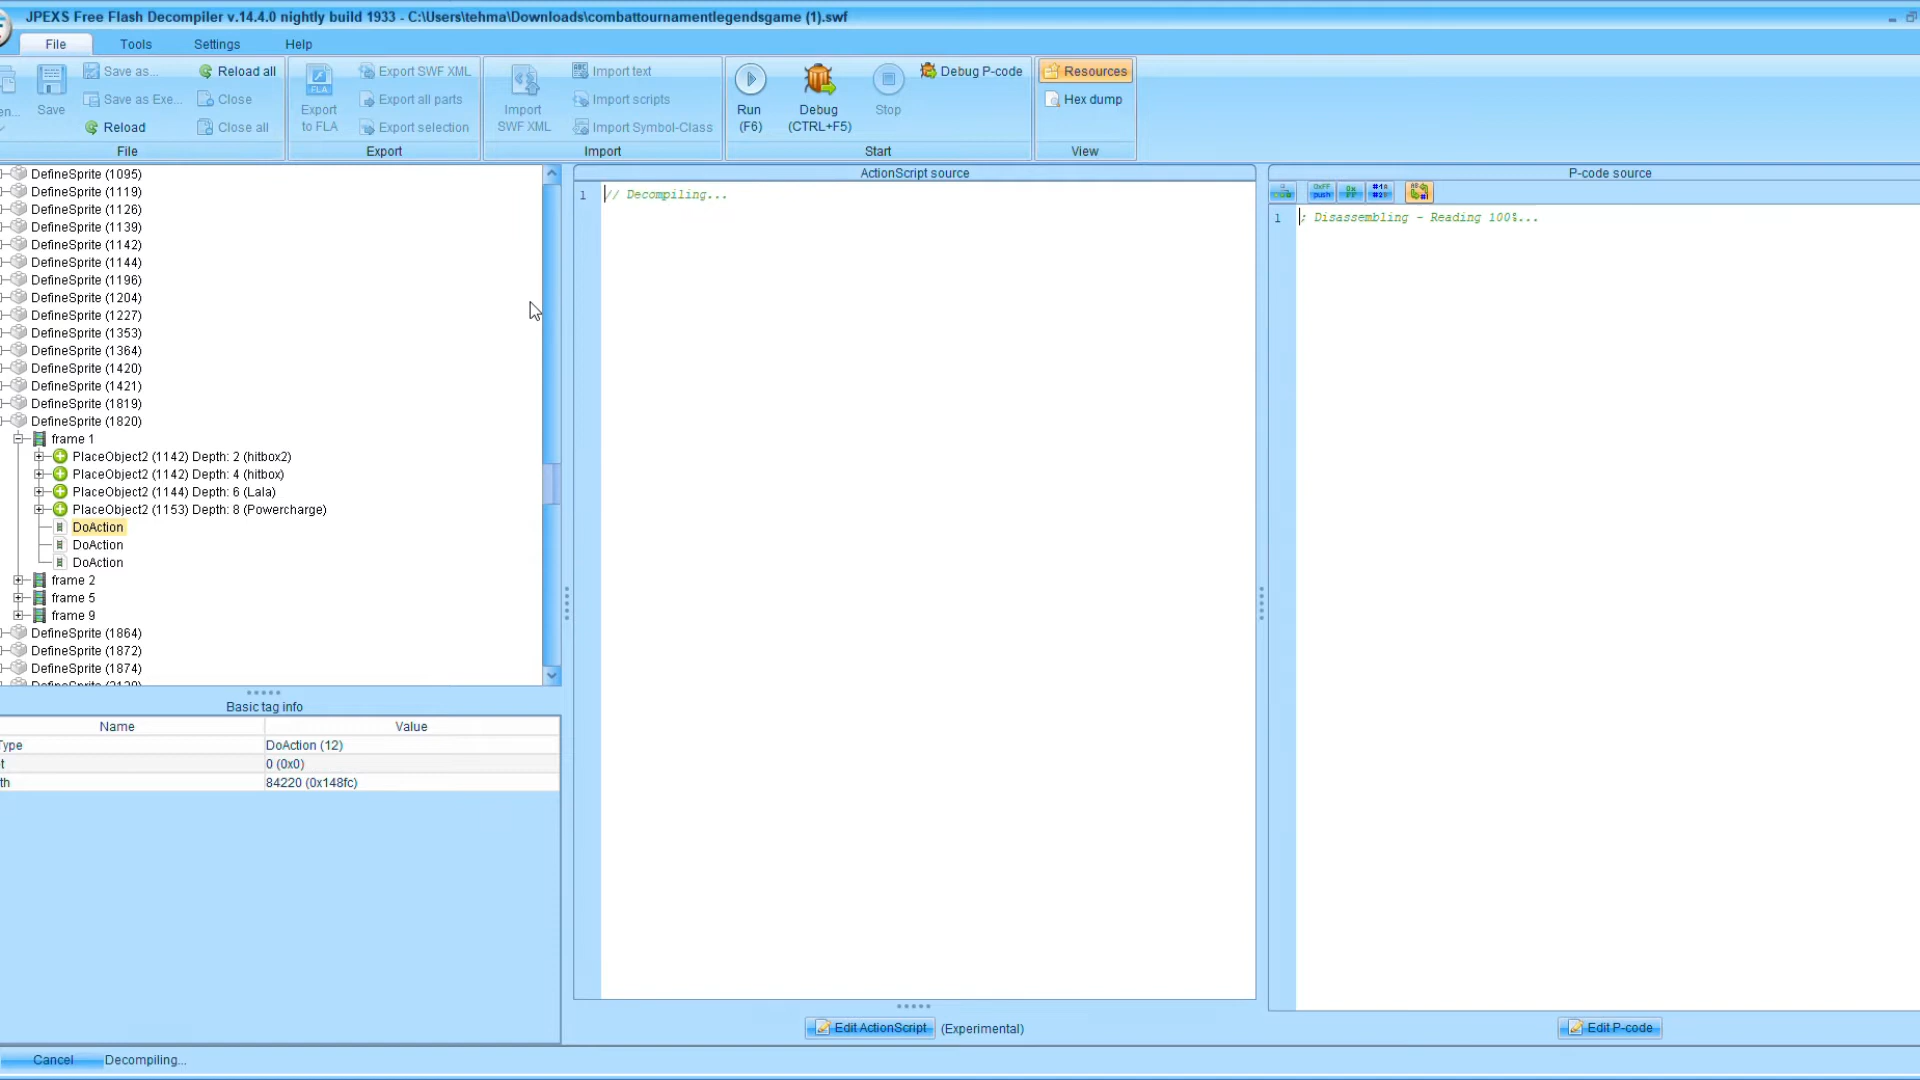 JPEXS Free Flash Decompiler v.14.4.0 nightly build 1933 - C:\Users\tehma\Downloads\combattournamentlegendsgame (1).swf
File Tools Settings Help
Save
Save as...
Save as Exe...
Reload
Reload all
Close
Close all
File
Export to FLA
Export SWF XML
Export all parts
Export selection
Export
Import SWF XML
Import text
Import scripts
Import Symbol-Class
Import
Run (F6)
Debug (CTRL+F5)
Stop
Debug P-code
Start
Resources
Hex dump
View
DefineSprite (1095)
DefineSprite (1119)
DefineSprite (1126)
DefineSprite (1139)
DefineSprite (1142)
DefineSprite (1144)
DefineSprite (1196)
DefineSprite (1204)
DefineSprite (1227)
DefineSprite (1353)
DefineSprite (1364)
DefineSprite (1420)
DefineSprite (1421)
DefineSprite (1819)
DefineSprite (1820)
frame 1
PlaceObject2 (1142) Depth: 2 (hitbox2)
PlaceObject2 (1142) Depth: 4 (hitbox)
PlaceObject2 (1144) Depth: 6 (Lala)
PlaceObject2 (1153) Depth: 8 (Powercharge)
DoAction
DoAction
DoAction
frame 2
frame 5
frame 9
DefineSprite (1864)
DefineSprite (1872)
DefineSprite (1874)
Basic tag info
Name Value
Type DoAction (12)
t 0 (0x0)
th 84220 (0x148fc)
ActionScript source
1 // Decompiling...
Edit ActionScript (Experimental)
P-code source
1 ; Disassembling - Reading 100%...
Edit P-code
Cancel Decompiling...